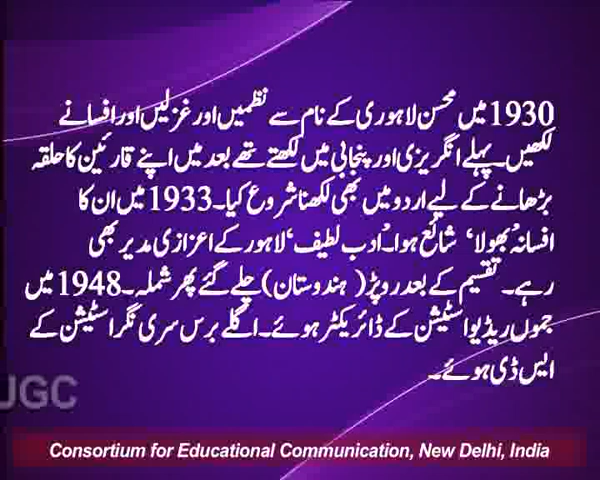 1930 میں محسن لاہوری کے نام سے نظمیں اور غزلیں اور افسانے
لکھیں۔ پہلے انگریزی اور پنجابی میں لکھتے تھے بعد میں اپنے قارئین کا حلقہ
بڑھانے کے لیے اردو میں بھی لکھنا شروع کیا۔ 1933 میں ان کا
افسانہ 'بھولا' شائع ہوا۔ 'ادب لطیف' لاہور کے اعزازی مدیر بھی
رہے۔ تقسیم کے بعد روپڑ ( ہندوستان) چلے گئے پھر شملہ۔ 1948 میں
جموں ریڈیو اسٹیشن کے ڈائریکٹر ہوئے۔ اگلے برس سری نگر اسٹیشن کے
ایس ڈی ہوئے۔
UGC
Consortium for Educational Communication, New Delhi, India